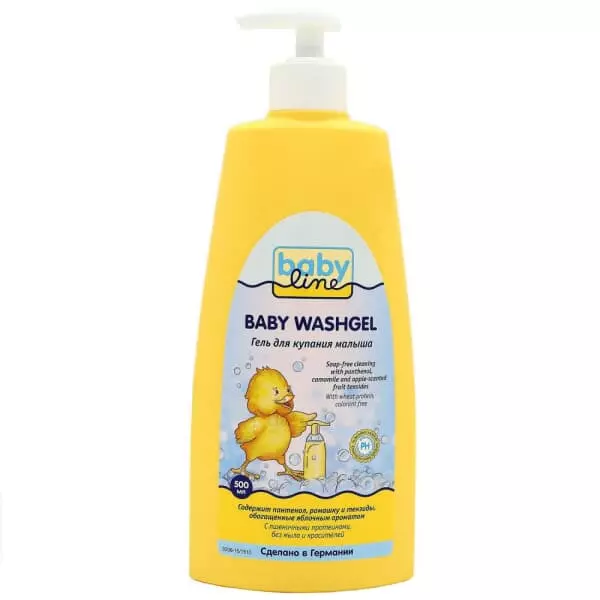 baby
line
BABY WASHGEL
Гель для купания малыша
Soap-free cleaning
with panthenol,
camomile and apple-scented
fruit tensides
With wheat protein,
colorant free
PH
500
мл
Содержит пантенол, ромашку и тензиды,
обогащенные яблочным ароматом
С пшеничными протеинами,
без мыла и красителей
Сделано в Германии